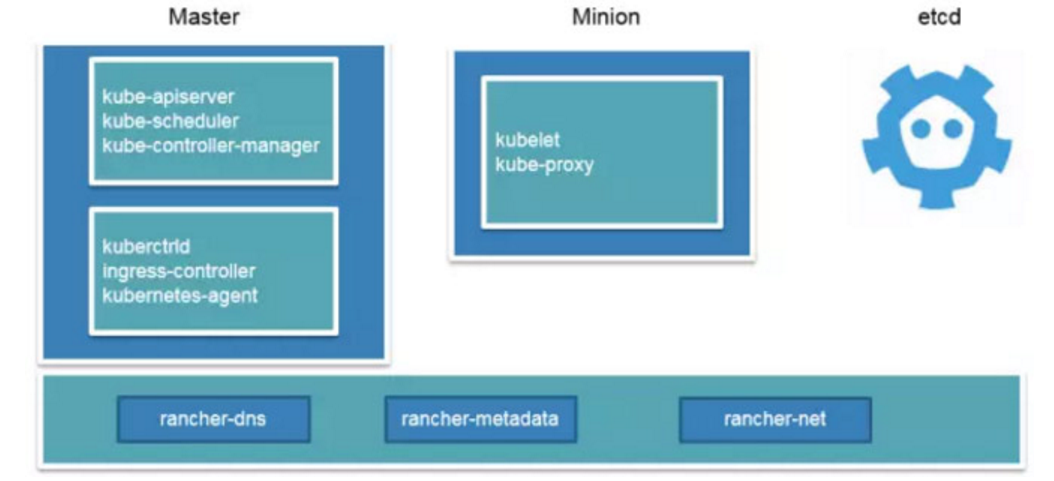 Master
Minion
etcd
kube-apiserver
kube-scheduler
kube-controller-manager
kubelet
kube-proxy
kuberctrld
ingress-controller
kubernetes-agent
rancher-dns
rancher-metadata
rancher-net